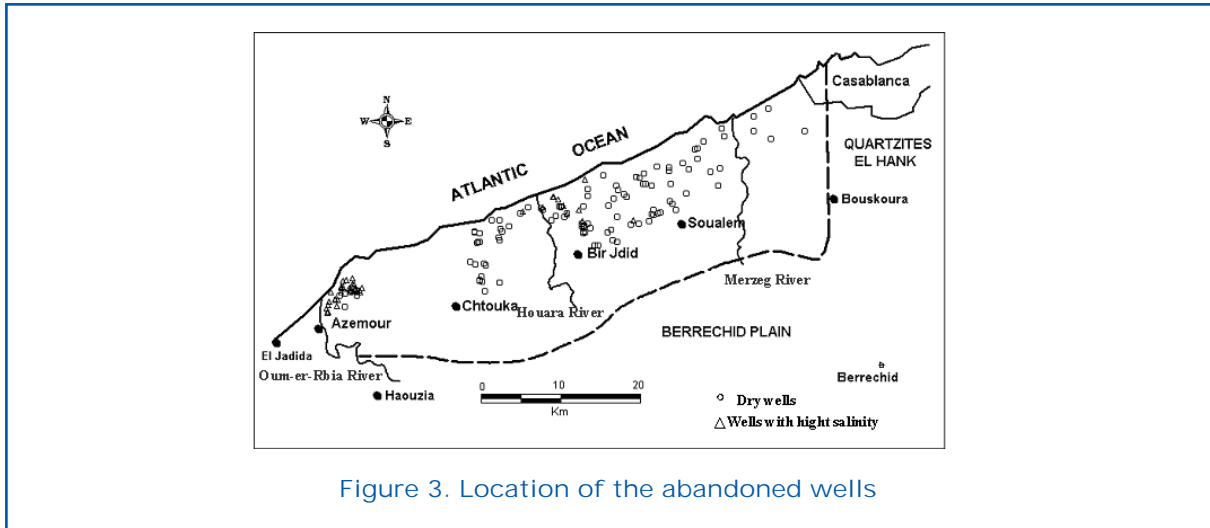 Casablanca
N
W E
S
QUARTZITES
EL HANK
ATLANTIC OCEAN
Bouskoura
Soualem
Bir Jdid
Merzeg River
Chtouka
Houara River
Azemour
BERRECHID PLAIN
El Jadida
Oum-er-Rbia River
Berrechid
Haouzia
0 10 20
Km
Dry wells
Wells with hight salinity
Figure 3. Location of the abandoned wells